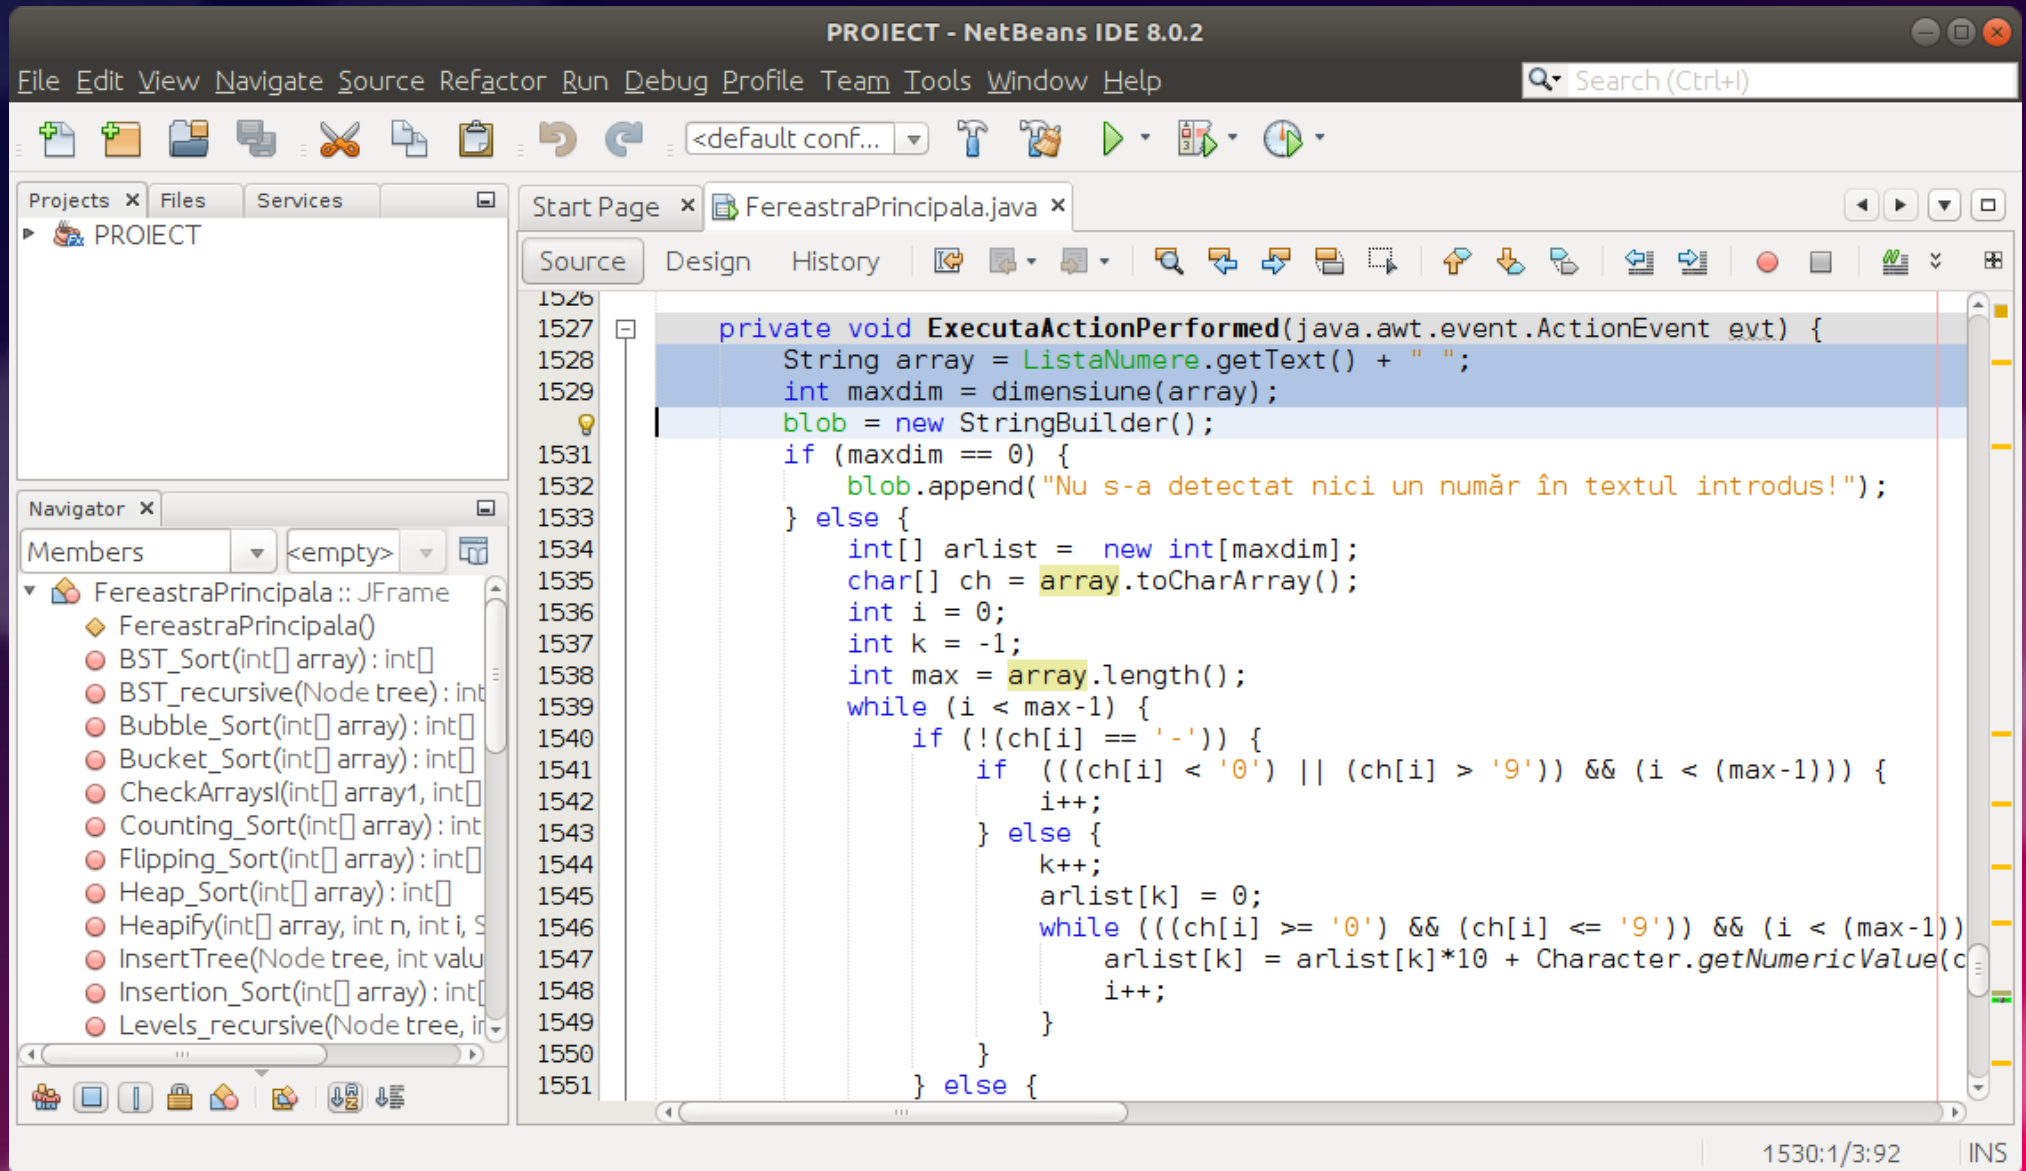 PROIECT - NetBeans IDE 8.0.2
File Edit View Navigate Source Refactor Run Debug Profile Team Tools Window Help
Search (Ctrl+I)
<default conf...
Projects Files Services
PROIECT
Navigator
Members <empty>
FereastraPrincipala :: JFrame
FereastraPrincipala()
BST_Sort(int[] array) : int[]
BST_recursive(Node tree) : int
Bubble_Sort(int[] array) : int[]
Bucket_Sort(int[] array) : int[]
CheckArraysI(int[] array1, int[]
Counting_Sort(int[] array) : int
Flipping_Sort(int[] array) : int[]
Heap_Sort(int[] array) : int[]
Heapify(int[] array, int n, int i, S
InsertTree(Node tree, int valu
Insertion_Sort(int[] array) : int[
Levels_recursive(Node tree, in
Start Page FereastraPrincipala.java
Source Design History
1526
1527 private void ExecutaActionPerformed(java.awt.event.ActionEvent evt) {
1528 String array = ListaNumere.getText() + " ";
1529 int maxdim = dimensiune(array);
blob = new StringBuilder();
1531 if (maxdim == 0) {
1532 blob.append("Nu s-a detectat nici un număr în textul introdus!");
1533 } else {
1534 int[] arlist =  new int[maxdim];
1535 char[] ch = array.toCharArray();
1536 int i = 0;
1537 int k = -1;
1538 int max = array.length();
1539 while (i < max-1) {
1540 if (!(ch[i] == '-')) {
1541 if  (((ch[i] < '0') || (ch[i] > '9')) && (i < (max-1))) {
1542 i++;
1543 } else {
1544 k++;
1545 arlist[k] = 0;
1546 while (((ch[i] >= '0') && (ch[i] <= '9')) && (i < (max-1))
1547 arlist[k] = arlist[k]*10 + Character.getNumericValue(c
1548 i++;
1549 }
1550 }
1551 } else {
1530:1/3:92 INS